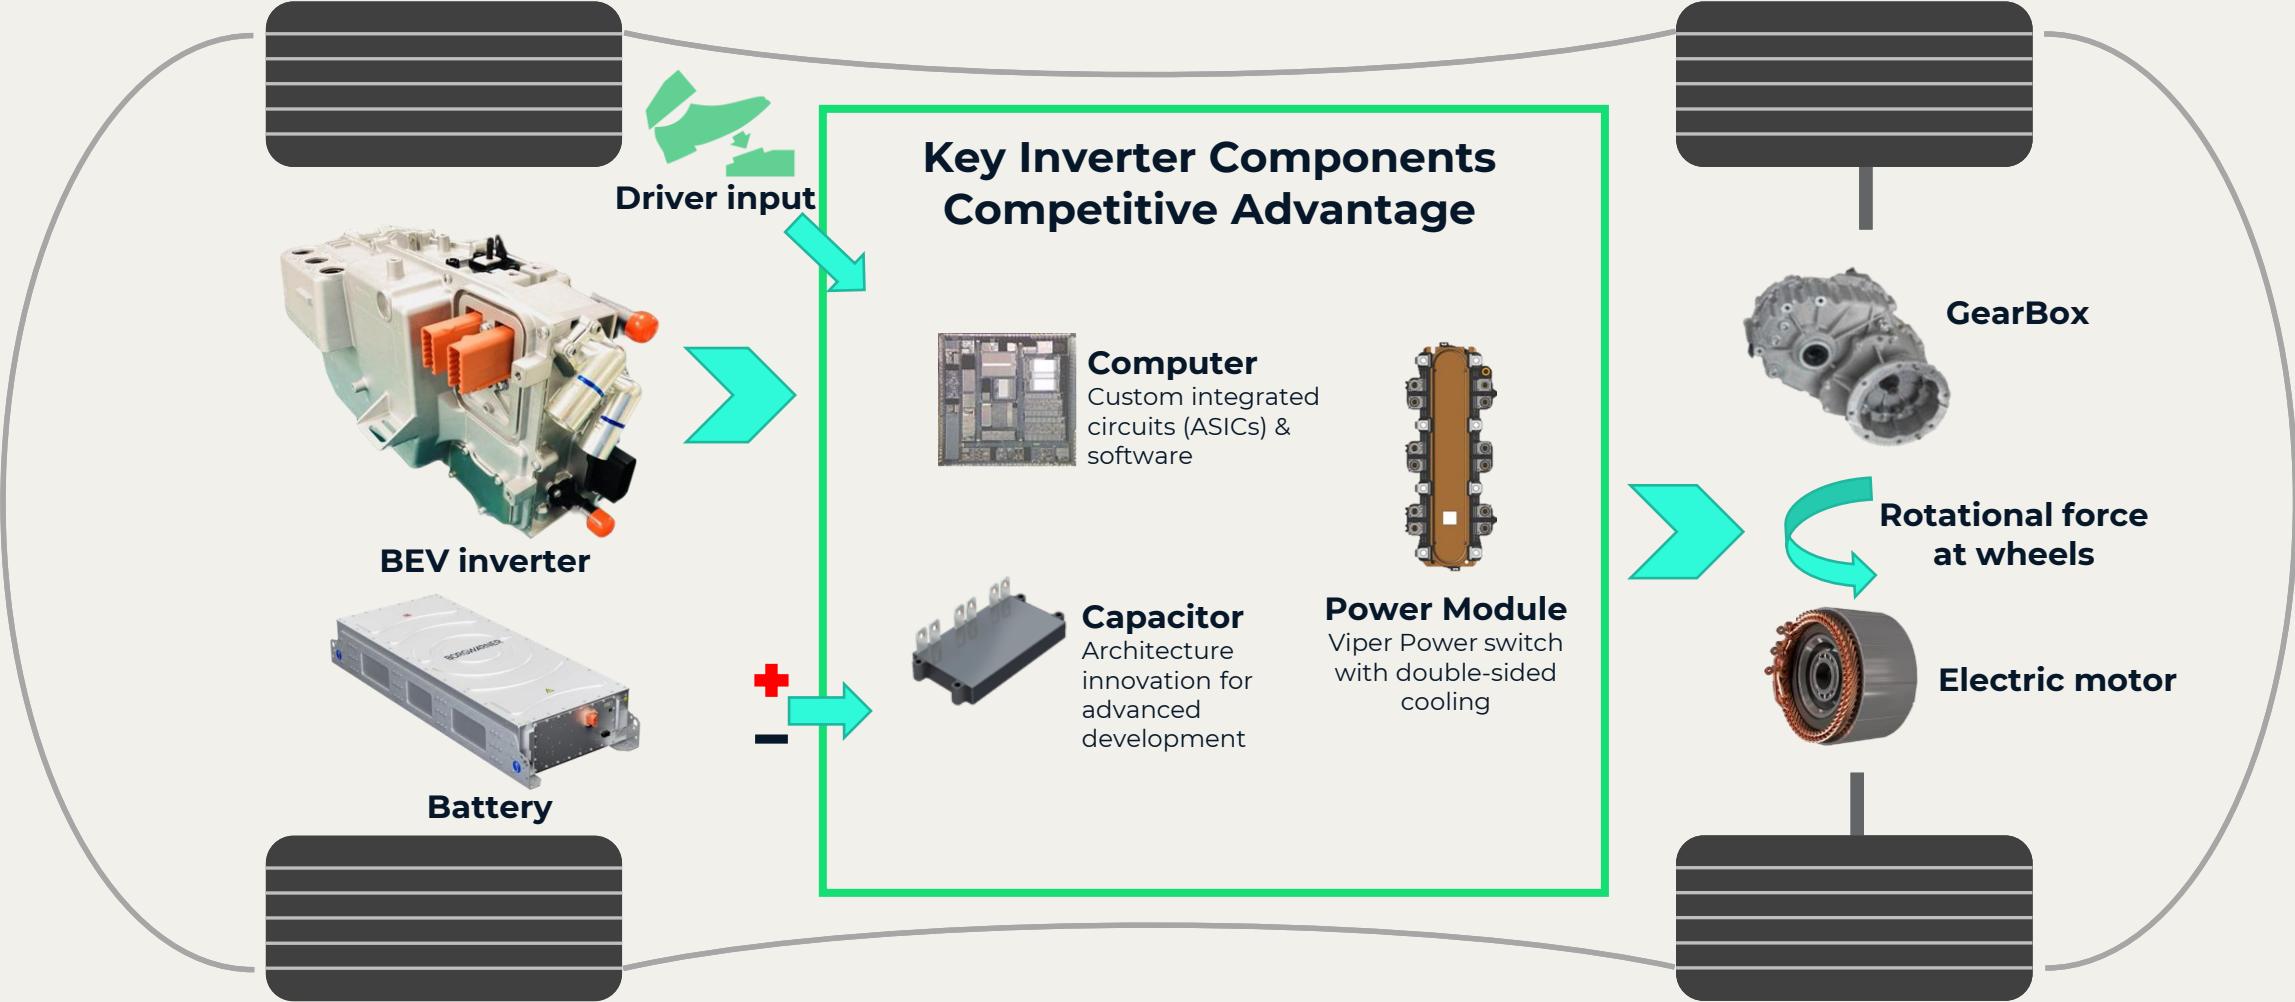 Driver input
Key Inverter Components
Competitive Advantage
BEV inverter
BORGWARNER
Battery
Computer
Custom integrated
circuits (ASICs) &
software
Capacitor
Architecture
innovation for
advanced
development
Power Module
Viper Power switch
with double-sided
cooling
GearBox
Rotational force
at wheels
Electric motor